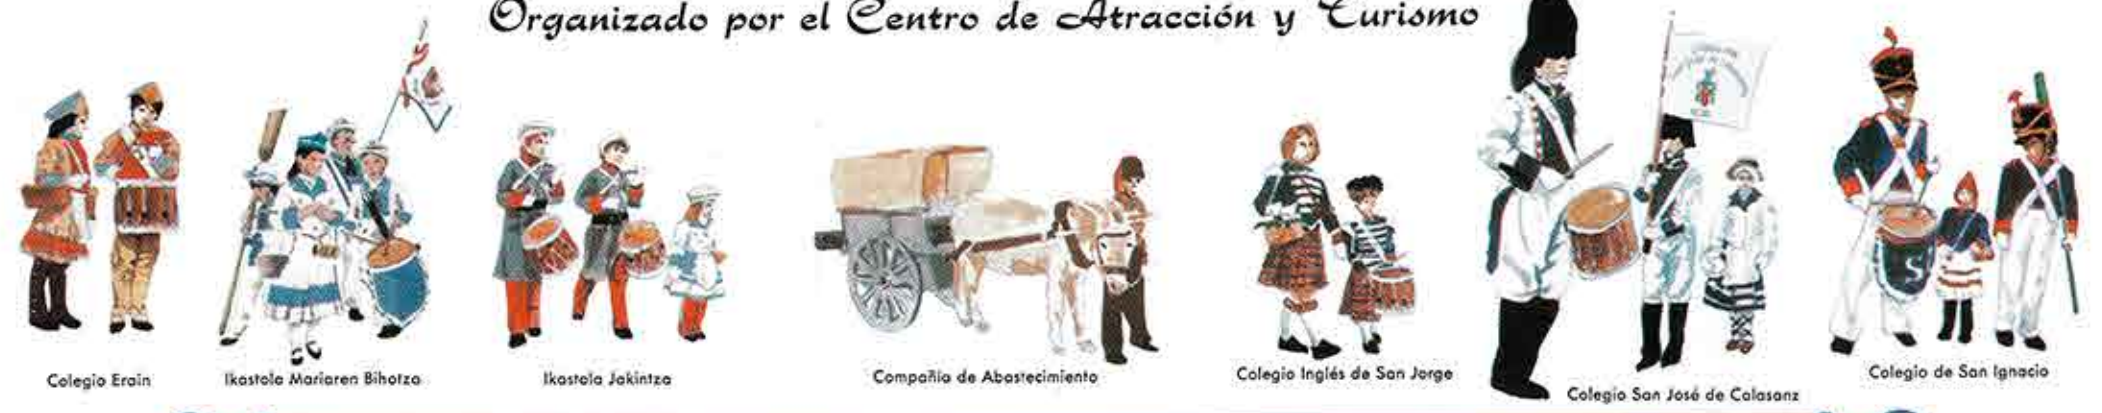 Organizado por el Centro de Atracción y Turismo
Colegio Erain
Ikastola Mariaren Bihotza
Ikastola Jakintza
Compañía de Abastecimiento
Colegio Inglés de San Jorge
Colegio San José de Calasanz
Colegio de San Ignacio
S